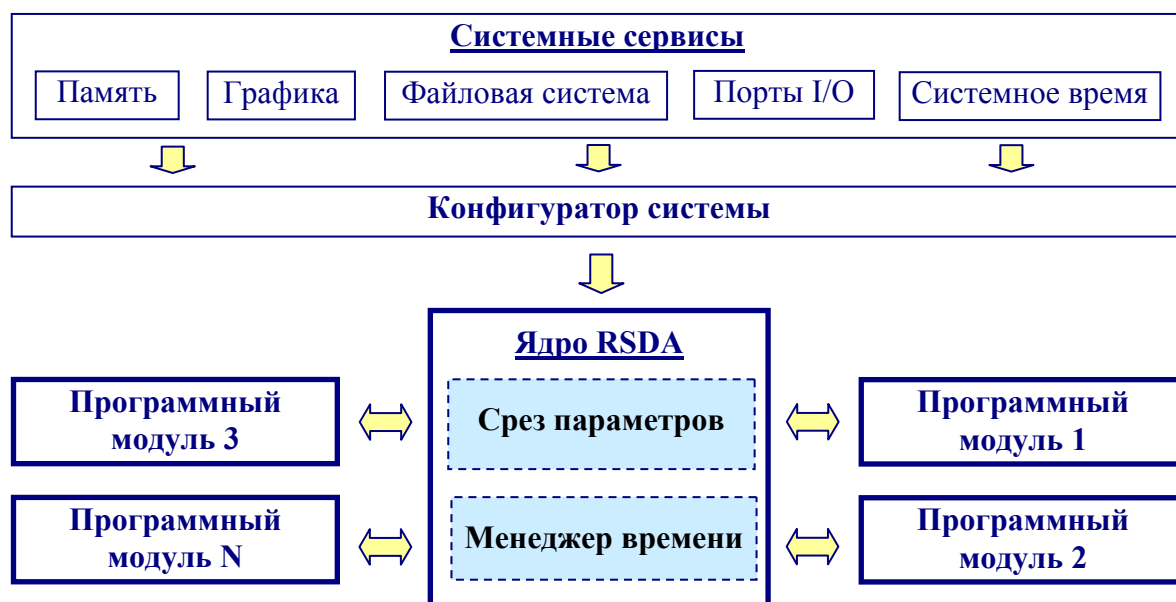 Системные сервисы
Память
Графика
Файловая система
Порты I/O
Системное время
Конфигуратор системы
Ядро RSDA
Программный
модуль 3
Срез параметров
Программный
модуль 1
Программный
модуль N
Менеджер времени
Программный
модуль 2